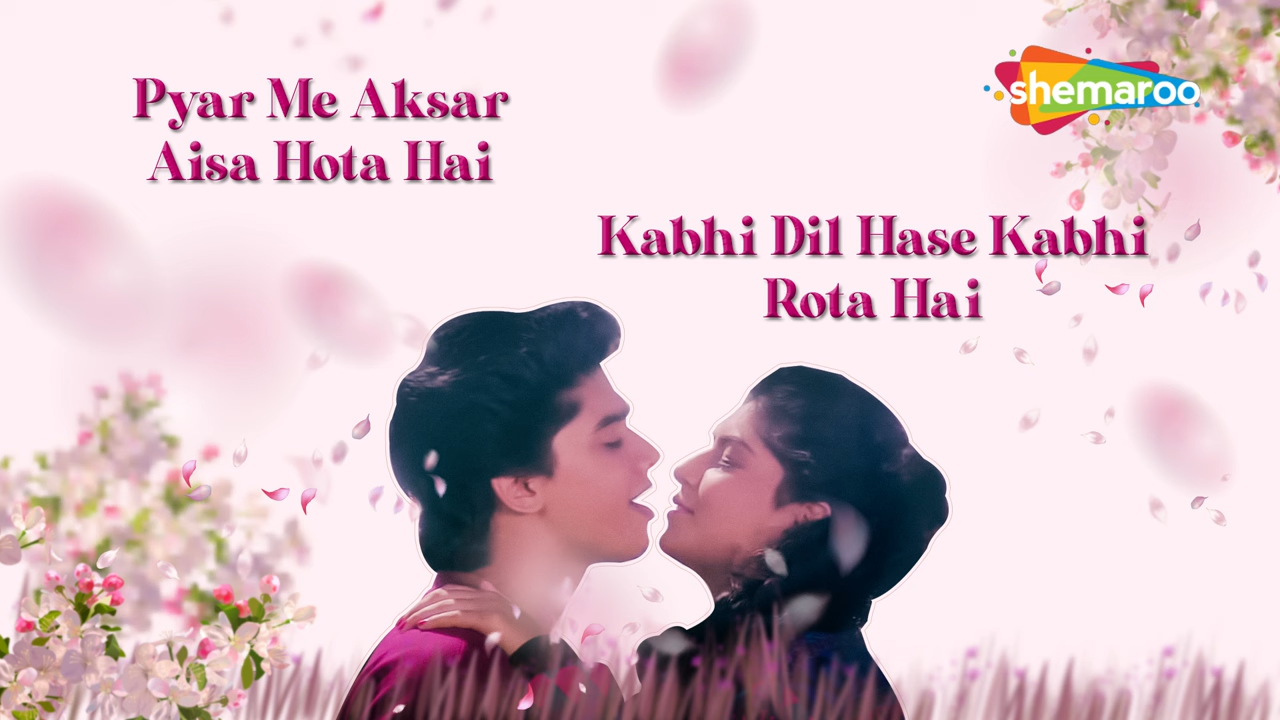 Pyar Me Aksar
Aisa Hota Hai
shemaroo
Kabhi Dil Hase Kabhi
Rota Hai